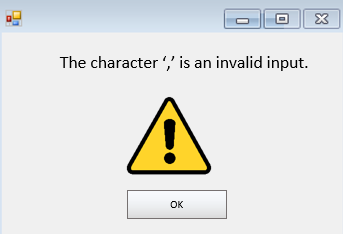 The character ‘,’ is an invalid input.
OK